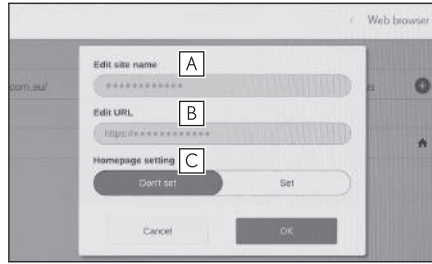 Web browser
Edit site name
A
************
com.au/
Edit URL
B
https://************
Homepage setting
C
Don't set
Set
Cancel
OK